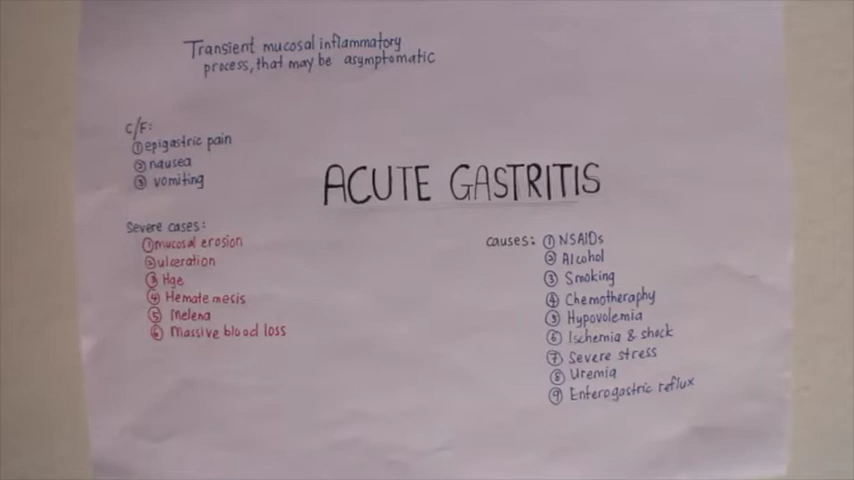 Transient mucosal inflammatory
process, that may be asymptomatic
C/F:
① epigastric pain
② nausea
③ vomiting
ACUTE GASTRITIS
Severe cases:
① mucosal erosion
② ulceration
③ Hge
④ Hematemesis
⑤ Melena
⑥ Massive blood loss
causes: ① NSAIDs
② Alcohol
③ Smoking
④ Chemotheraphy
⑤ Hypovolemia
⑥ Ischemia & shock
⑦ Severe stress
⑧ Uremia
⑨ Enterogastric reflux